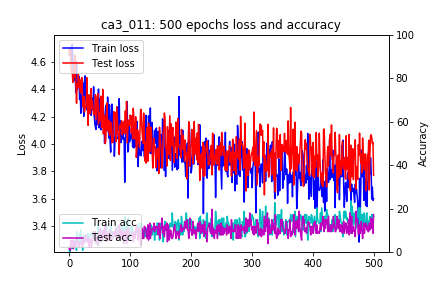 ca3_011: 500 epochs loss and accuracy
Train loss
Test loss
Train acc
Test acc
Loss
4.6
4.4
4.2
4.0
3.8
3.6
3.4
Accuracy
100
80
60
40
20
0
0
100
200
300
400
500